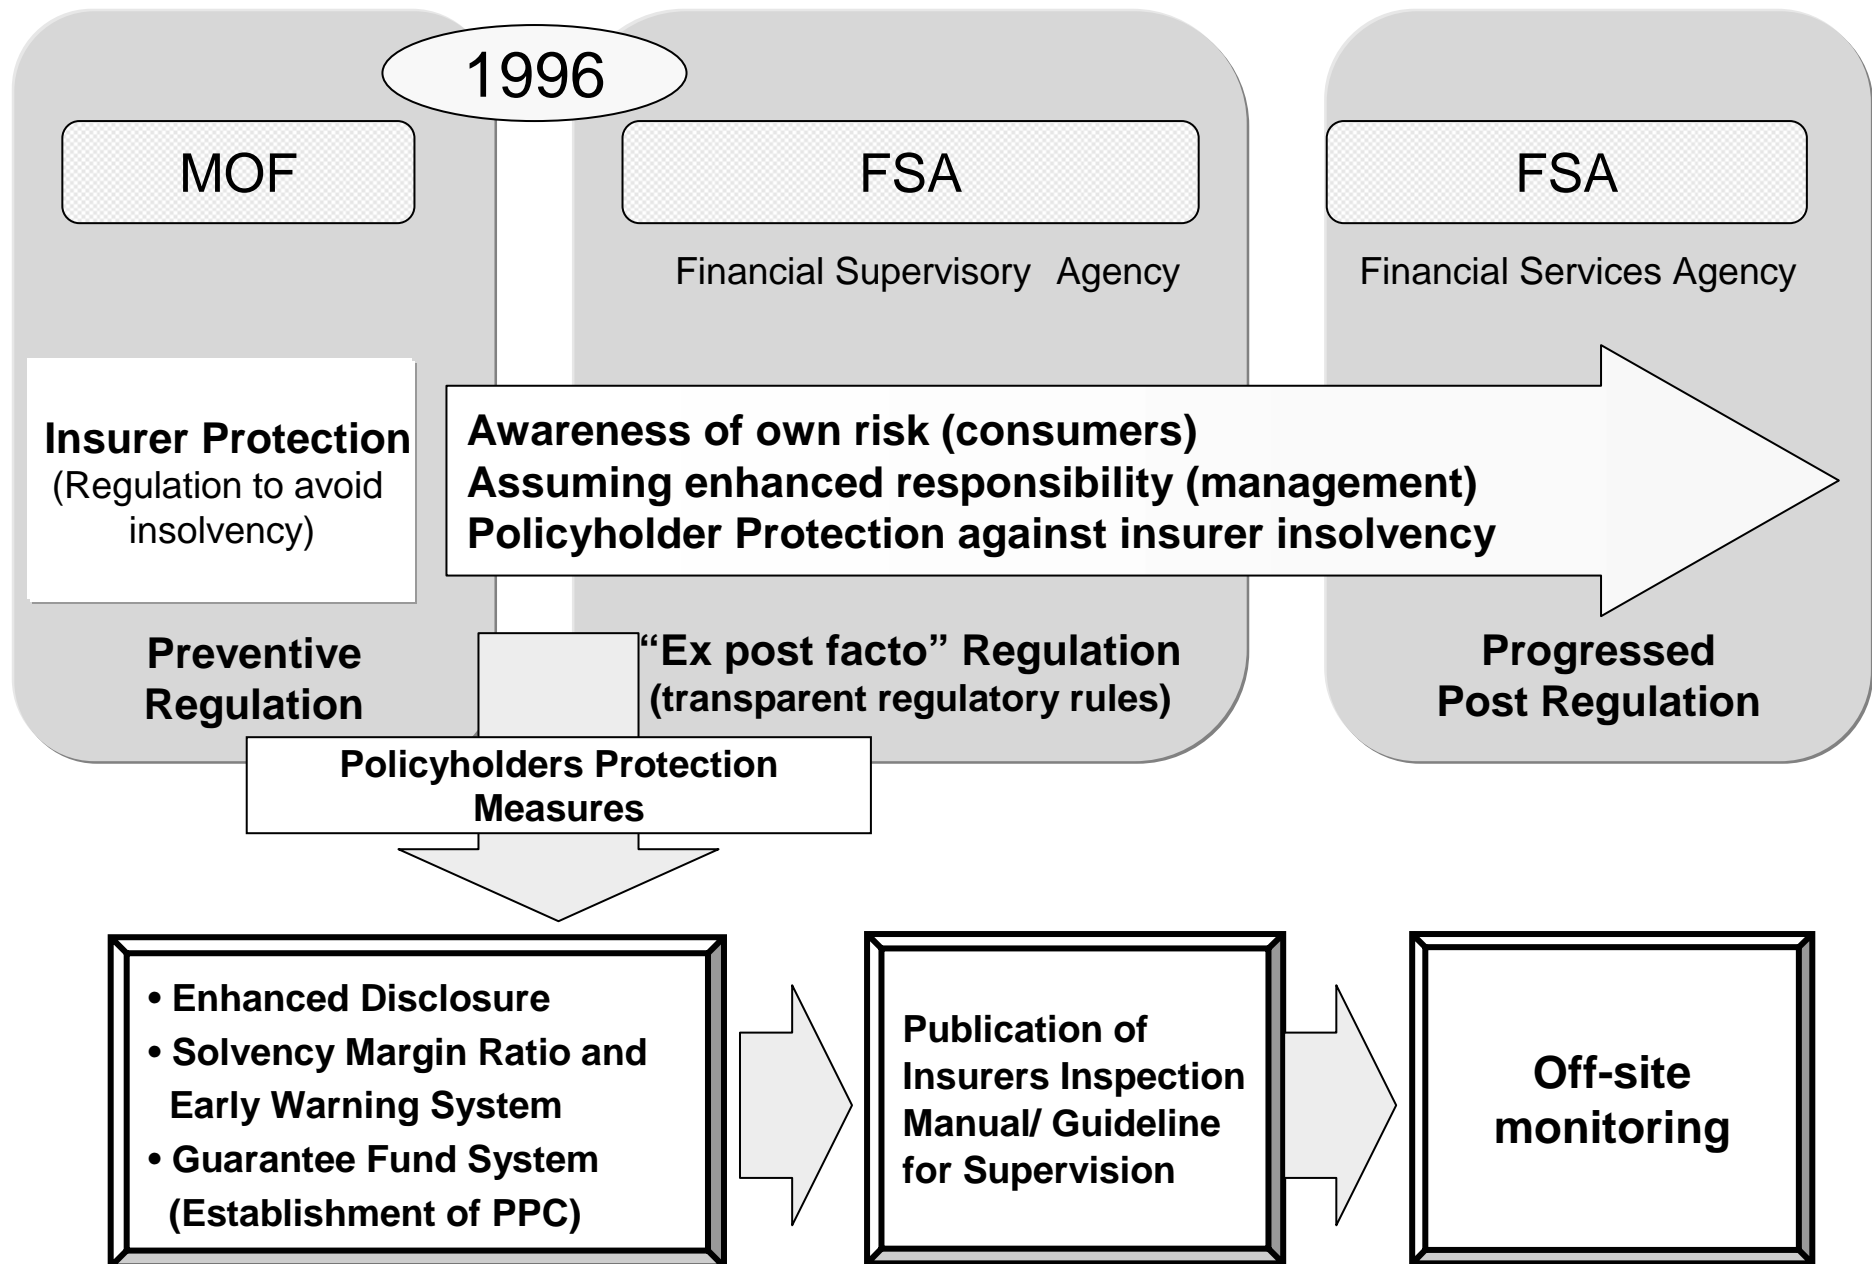 1996
MOF
FSA
FSA
Financial Supervisory Agency
Financial Services Agency
Insurer Protection
(Regulation to avoid
insolvency)
Awareness of own risk (consumers)
Assuming enhanced responsibility (management)
Policyholder Protection against insurer insolvency
Preventive
Regulation
“Ex post facto” Regulation
(transparent regulatory rules)
Progressed
Post Regulation
Policyholders Protection
Measures
• Enhanced Disclosure
• Solvency Margin Ratio and
Early Warning System
• Guarantee Fund System
(Establishment of PPC)
Publication of
Insurers Inspection
Manual/ Guideline
for Supervision
Off-site
monitoring